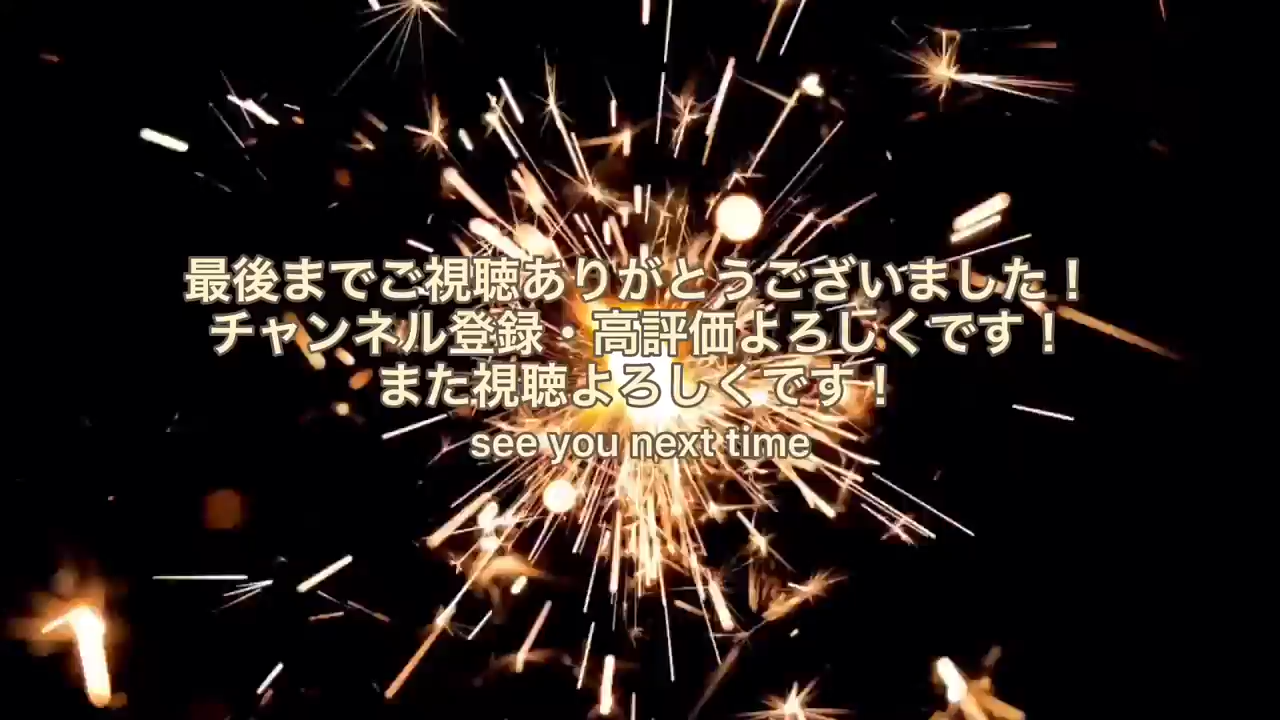 最後までご視聴ありがとうございました！
チャンネル登録・高評価よろしくです！
また視聴よろしくです！
see you next time